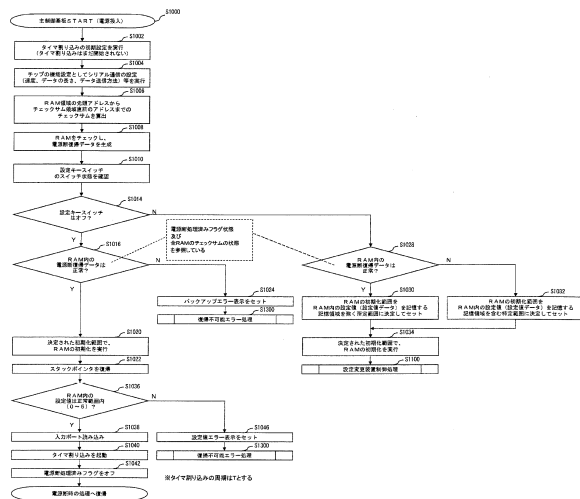 主制御基板START(電源投入)
S1000
S1002
タイマ割り込みの初期設定を実行
(タイマ割り込みはまだ開始されない)
S1004
チップの機能設定としてシリアル通信の設定
(速度、データの長さ、データ送信方法)等を実行
S1006
RAM領域の先頭アドレスから
チェックサム領域直前のアドレスまでの
チェックサムを算出
S1008
RAMをチェックし、
電源断復帰データを生成
S1010
設定キースイッチ
のスイッチ状態を確認
S1014
設定キースイッチ
はオフ?
Y
N
S1016
RAM内の
電源断復帰データは
正常?
Y
N
電源断処理済みフラグ状態
及び
全RAMのチェックサムの状態
を参照している
S1028
RAM内の
電源断復帰データは
正常?
Y
N
S1024
バックアップエラー表示をセット
S1300
復帰不可能エラー処理
S1030
RAMの初期化範囲を
RAM内の設定値(設定値データ)を記憶する
記憶領域を除く所定範囲に決定してセット
S1032
RAMの初期化範囲を
RAM内の設定値(設定値データ)を記憶する
記憶領域を含む特定範囲に決定してセット
S1034
決定された初期化範囲で、
RAMの初期化を実行
S1100
設定変更装置制御処理
S1020
決定された初期化範囲で、
RAMの初期化を実行
S1022
スタックポインタを復帰
S1036
RAM内の
設定値は正常範囲内
(0~5)?
Y
N
S1038
入力ポート読み込み
S1040
タイマ割り込みを起動
S1042
電源断処理済みフラグをオフ
電源断時の処理へ復帰
S1046
設定値エラー表示をセット
S1300
復帰不可能エラー処理
※タイマ割り込みの周期はTとする